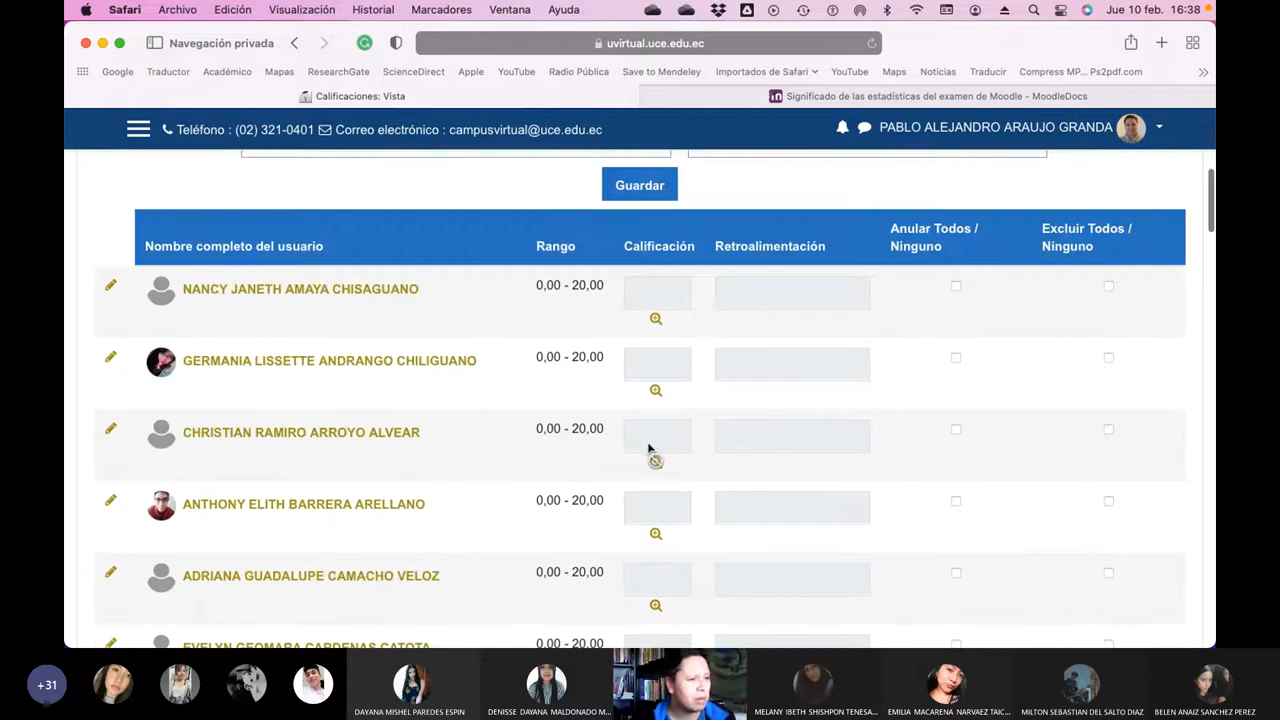 Safari Archivo Edición Visualización Historial Marcadores Ventana Ayuda Jue 10 feb. 16:38
Navegación privada uvirtual.uce.edu.ec
Google Traductor Académico Mapas ResearchGate ScienceDirect Apple YouTube Radio Pública Save to Mendeley Importados de Safari YouTube Maps Noticias Traducir Compress MP... Ps2pdf.com
Calificaciones: Vista Significado de las estadísticas del examen de Moodle - MoodleDocs
Teléfono : (02) 321-0401 Correo electrónico : campusvirtual@uce.edu.ec PABLO ALEJANDRO ARAUJO GRANDA
Guardar
Nombre completo del usuario Rango Calificación Retroalimentación Anular Todos / Ninguno Excluir Todos / Ninguno
NANCY JANETH AMAYA CHISAGUANO 0,00 - 20,00
GERMANIA LISSETTE ANDRANGO CHILIGUANO 0,00 - 20,00
CHRISTIAN RAMIRO ARROYO ALVEAR 0,00 - 20,00
ANTHONY ELITH BARRERA ARELLANO 0,00 - 20,00
ADRIANA GUADALUPE CAMACHO VELOZ 0,00 - 20,00
EVELYN GEOMARA CARDENAS CATOTA 0,00 - 20,00
+31 DAYANA MISHEL PAREDES ESPIN DENISSE DAYANA MALDONADO M... MELANY IBETH SHISHPON TENESA... EMILIA MACARENA NARVAEZ TAIC... MILTON SEBASTIAN DEL SALTO DIAZ BELEN ANAIZ SANCHEZ PEREZ